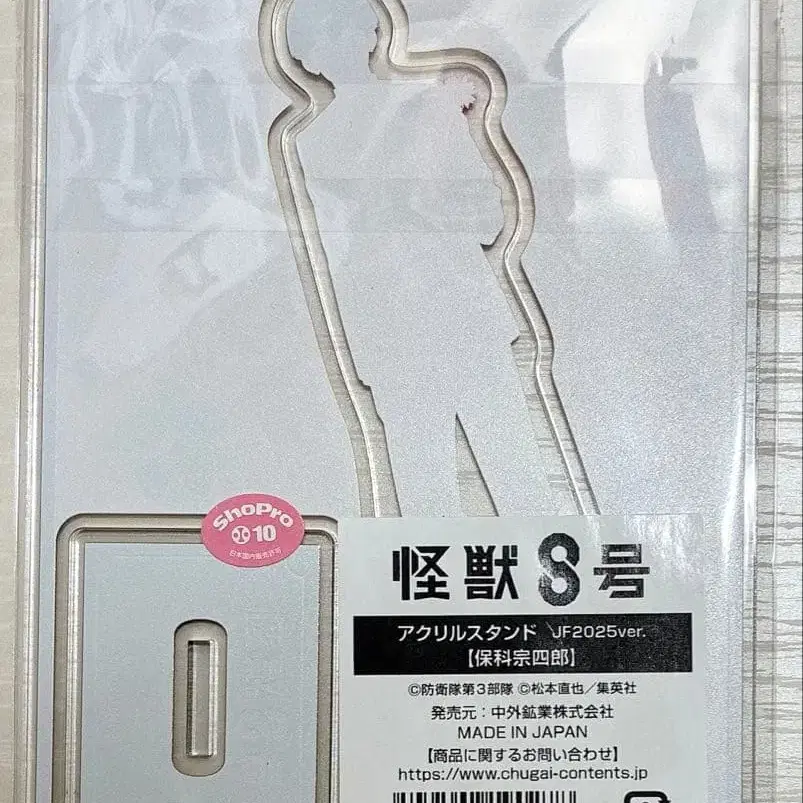 ShoPro
10
日本国内販売許可
怪獣8号
アクリルスタンド JF2025ver.
【保科宗四郎】
©防衛隊第3部隊 ©松本直也／集英社
発売元：中外鉱業株式会社
MADE IN JAPAN
【商品に関するお問い合わせ】
https://www.chugai-contents.jp